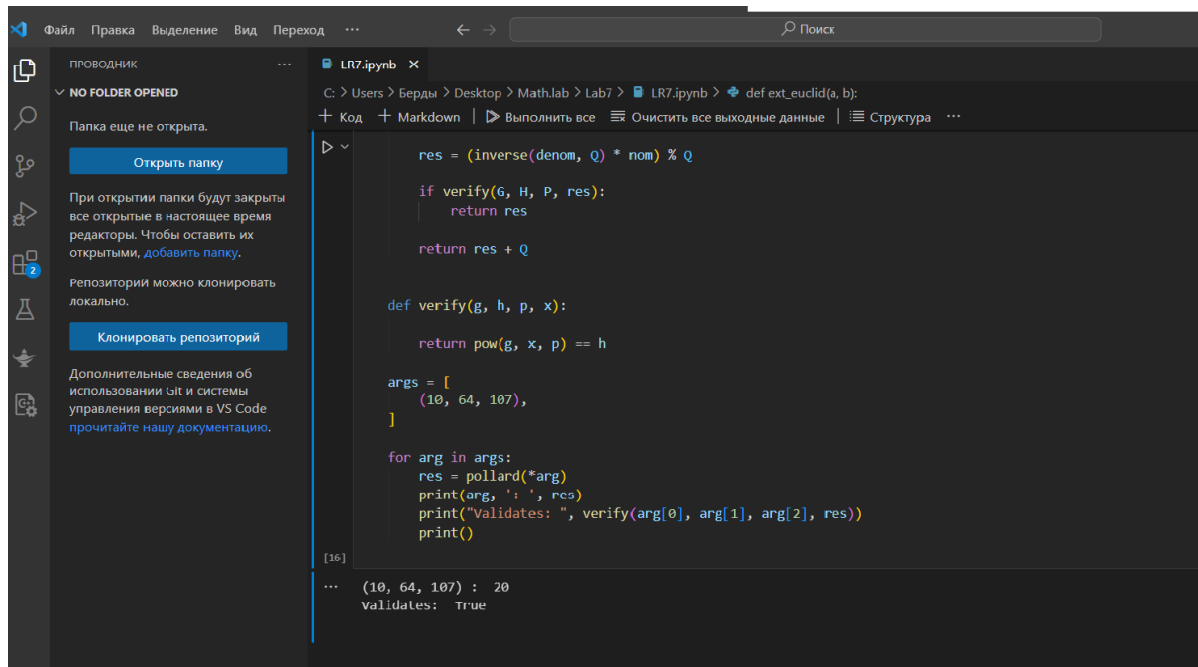 Файл Правка Выделение Вид Переход ···
Поиск
ПРОВОДНИК ···
NO FOLDER OPENED
Папка еще не открыта.
Открыть папку
При открытии папки будут закрыты
все открытые в настоящее время
редакторы. Чтобы оставить их
открытыми, добавить папку.
Репозиторий можно клонировать
локально.
Клонировать репозиторий
Дополнительные сведения об
использовании Git и системы
управления версиями в VS Code
прочитайте нашу документацию.
2
LR7.ipynb ×
C: > Users > Берды > Desktop > Math.lab > Lab7 > LR7.ipynb > def ext_euclid(a, b):
+ Код + Markdown | Выполнить все Очистить все выходные данные | Структура ···
res = (inverse(denom, Q) * nom) % Q
if verify(G, H, P, res):
return res
return res + Q
def verify(g, h, p, x):
return pow(g, x, p) == h
args = [
(10, 64, 107),
]
for arg in args:
res = pollard(*arg)
print(arg, ': ', res)
print("Validates: ", verify(arg[0], arg[1], arg[2], res))
print()
[16]
··· (10, 64, 107) :  20
Validates:  True